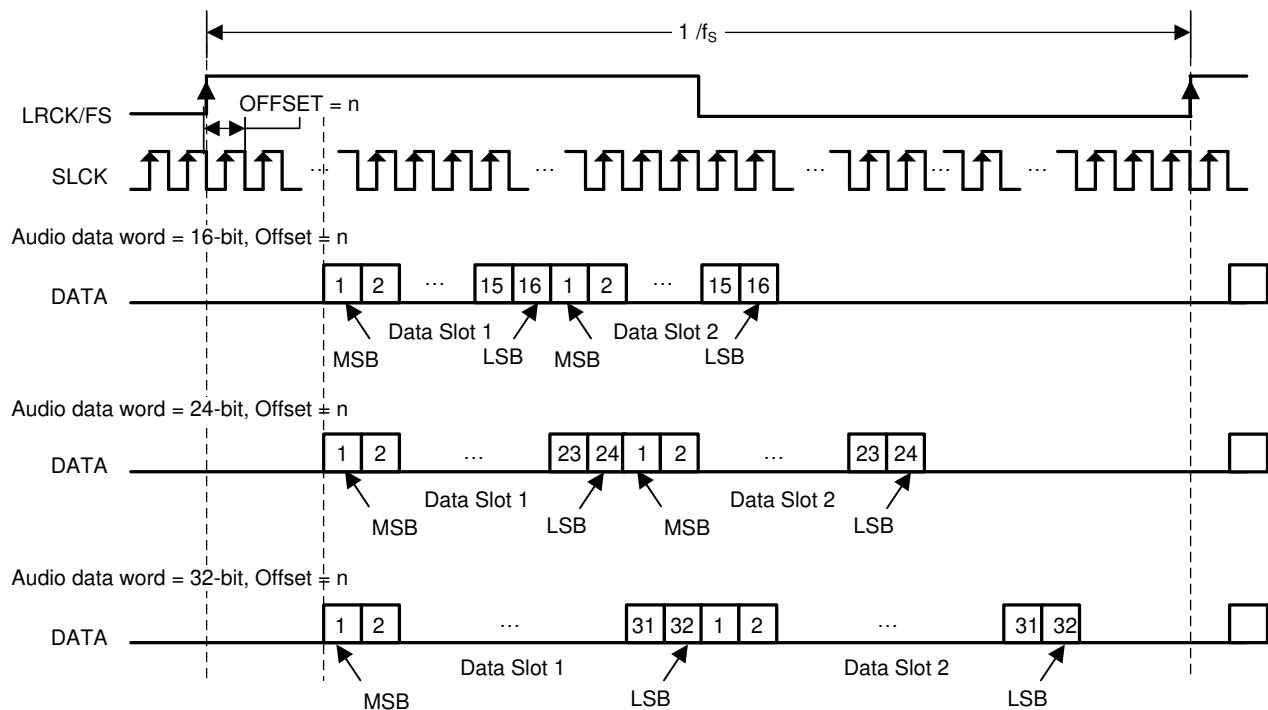 1 /fS
OFFSET = n
LRCK/FS
SLCK … … … … …
Audio data word = 16-bit, Offset = n
DATA 1 2 … 15 16 1 2 … 15 16
Data Slot 1 Data Slot 2
MSB LSB MSB LSB
Audio data word = 24-bit, Offset = n
DATA 1 2 … 23 24 1 2 … 23 24
Data Slot 1 Data Slot 2
MSB LSB MSB LSB
Audio data word = 32-bit, Offset = n
DATA 1 2 … 31 32 1 2 … 31 32
Data Slot 1 Data Slot 2
MSB LSB LSB